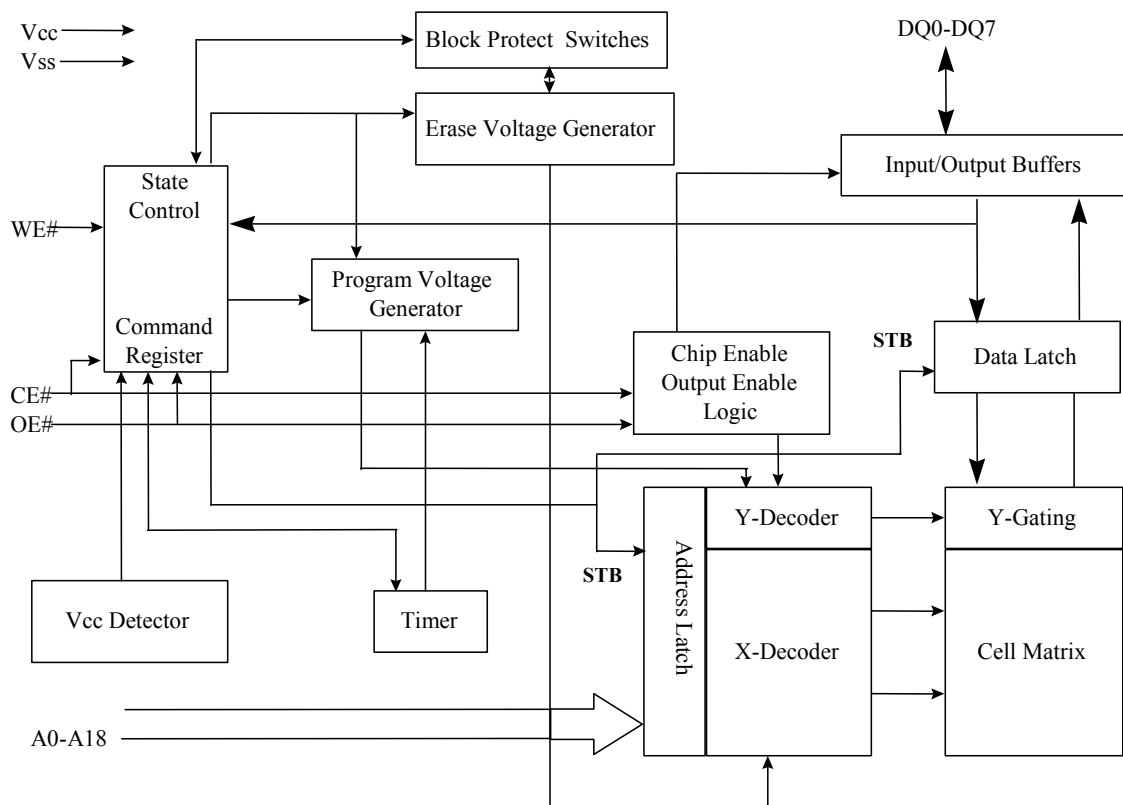 Vcc
Vss
Block Protect Switches
DQ0-DQ7
Erase Voltage Generator
Input/Output Buffers
State
Control
WE#
Program Voltage
Generator
Command
Register
STB
Data Latch
Chip Enable
Output Enable
Logic
CE#
OE#
Y-Decoder
Y-Gating
STB
Address Latch
Vcc Detector
Timer
X-Decoder
Cell Matrix
A0-A18